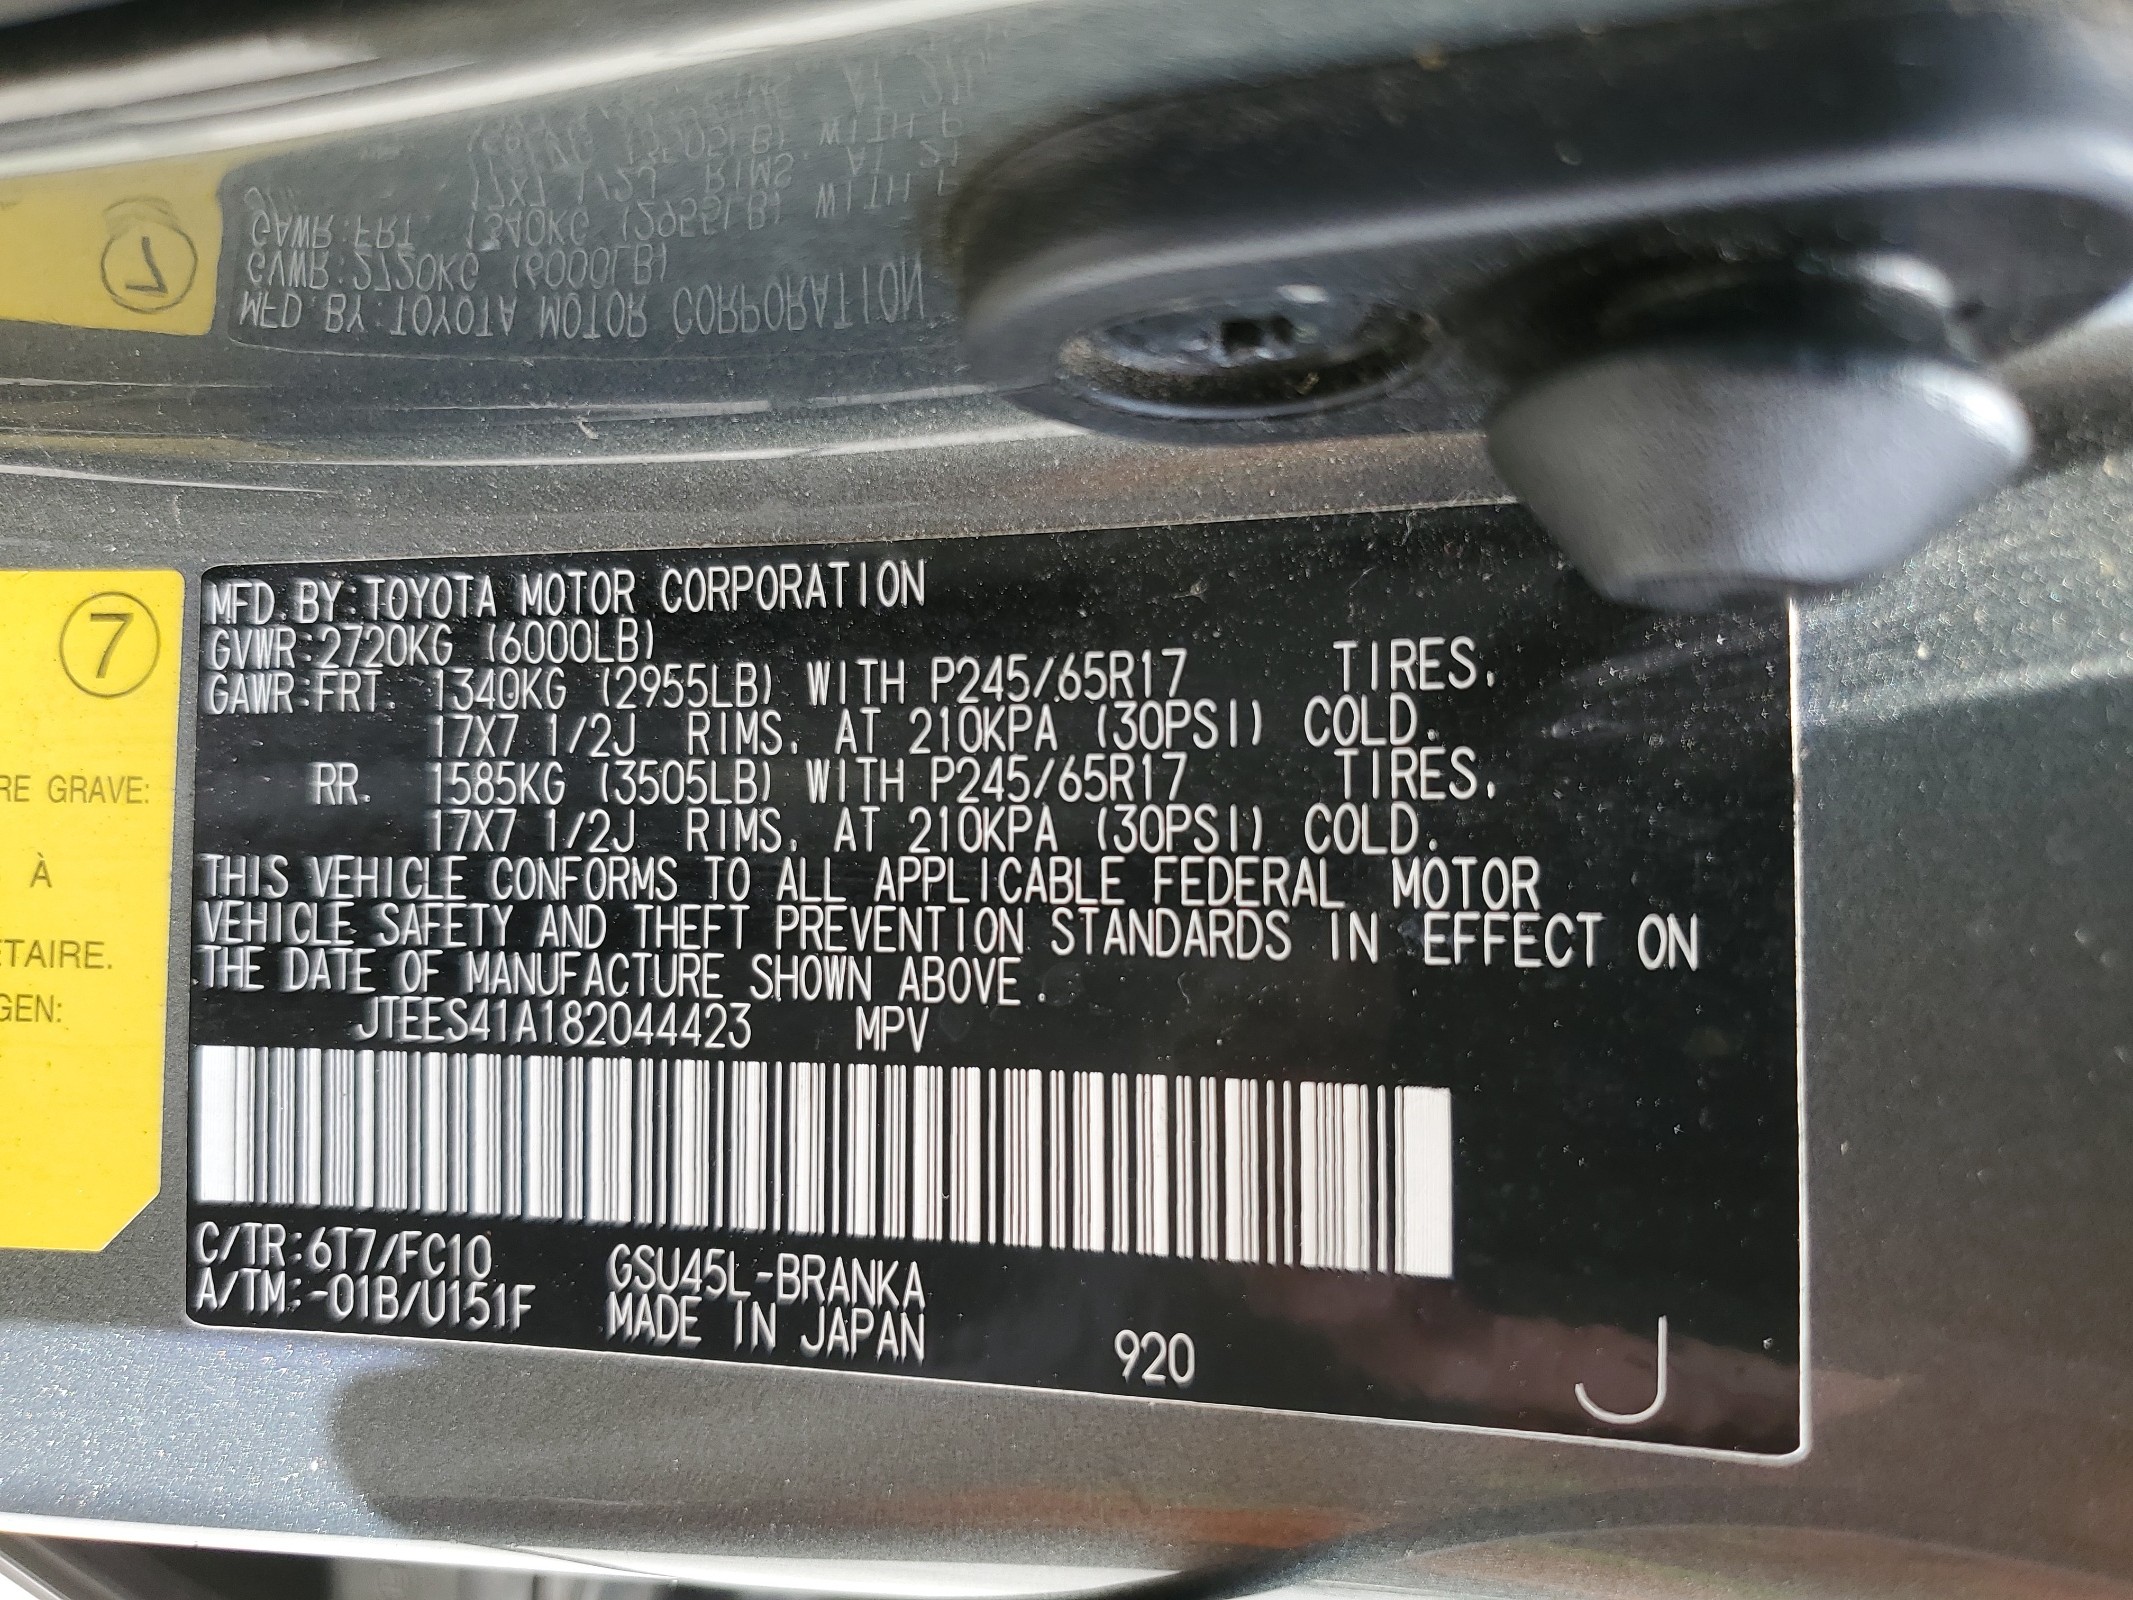 MFD. BY:TOYOTA MOTOR CORPORATION
GVWR:2720KG (6000LB)
GAWR:FRT. 1340KG (2955LB) WITH P245/65R17 TIRES.
17X7 1/2J RIMS. AT 210KPA (30PSI) COLD.
RR. 1585KG (3505LB) WITH P245/65R17 TIRES.
17X7 1/2J RIMS. AT 210KPA (30PSI) COLD.
THIS VEHICLE CONFORMS TO ALL APPLICABLE FEDERAL MOTOR
VEHICLE SAFETY AND THEFT PREVENTION STANDARDS IN EFFECT ON
THE DATE OF MANUFACTURE SHOWN ABOVE.
JTEES41A182044423 MPV
C/TR:6T7/FC10 GSU45L-BRANKA
A/TM:-01B/U151F MADE IN JAPAN
920
J
7
RE GRAVE:
À
ÉTAIRE.
GEN: